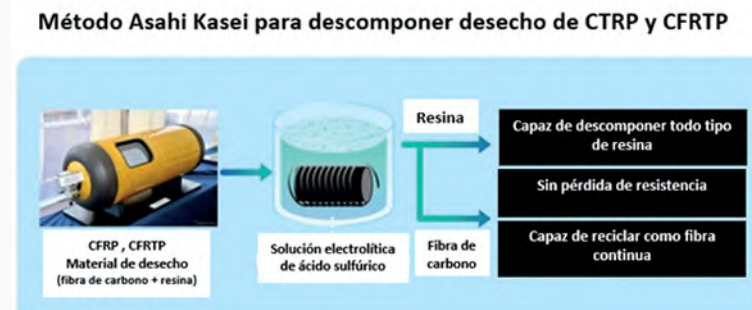 Método Asahi Kasei para descomponer desecho de CTRP y CFRTP
Resina
Capaz de descomponer todo tipo
de resina
Sin pérdida de resistencia
CFRP , CFRTP
Material de desecho
(fibra de carbono + resina)
Solución electrolítica
de ácido sulfúrico
Fibra de
carbono
Capaz de reciclar como fibra
continua